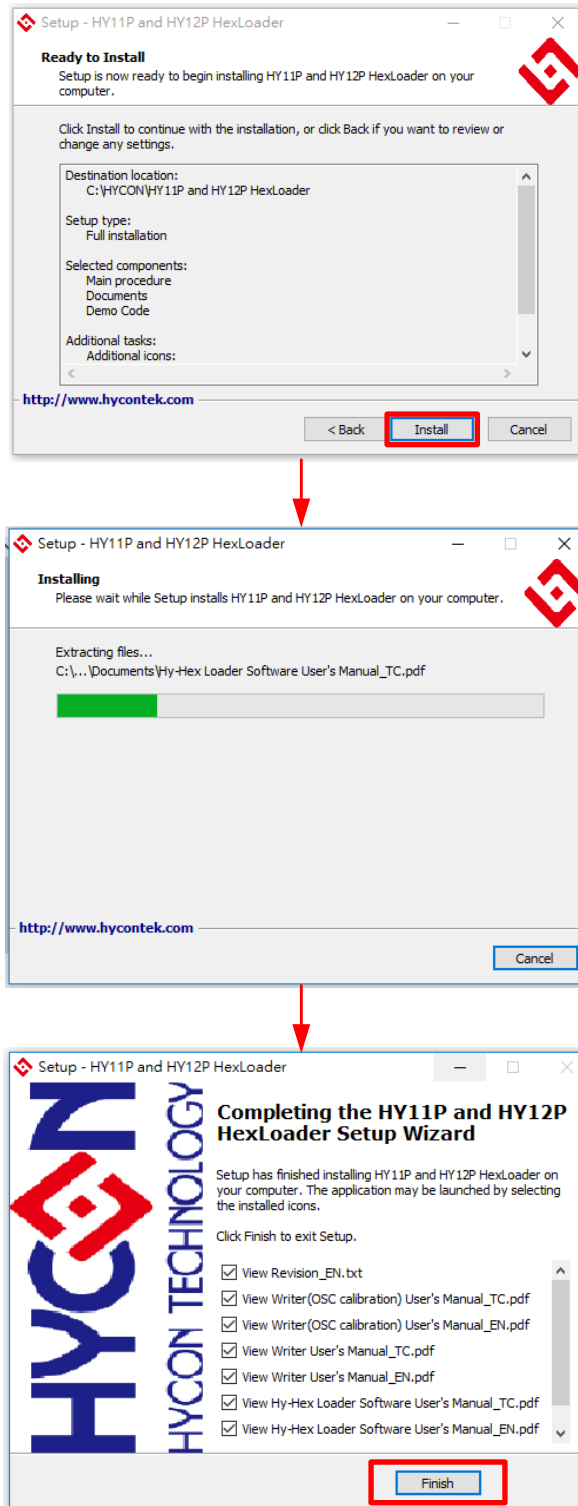 Setup - HY11P and HY12P HexLoader
Ready to Install
Setup is now ready to begin installing HY11P and HY12P HexLoader on your
computer.
Click Install to continue with the installation, or click Back if you want to review or
change any settings.
Destination location:
C:\HYCON\HY11P and HY12P HexLoader
Setup type:
Full installation
Selected components:
Main procedure
Documents
Demo Code
Additional tasks:
Additional icons:
http://www.hycontek.com
< Back Install Cancel
Setup - HY11P and HY12P HexLoader
Installing
Please wait while Setup installs HY11P and HY12P HexLoader on your computer.
Extracting files...
C:\...\Documents\Hy-Hex Loader Software User's Manual_TC.pdf
http://www.hycontek.com
Cancel
Setup - HY11P and HY12P HexLoader
HYCON
HYCON TECHNOLOGY
Completing the HY11P and HY12P
HexLoader Setup Wizard
Setup has finished installing HY11P and HY12P HexLoader on
your computer. The application may be launched by selecting
the installed icons.
Click Finish to exit Setup.
View Revision_EN.txt
View Writer(OSC calibration) User's Manual_TC.pdf
View Writer(OSC calibration) User's Manual_EN.pdf
View Writer User's Manual_TC.pdf
View Writer User's Manual_EN.pdf
View Hy-Hex Loader Software User's Manual_TC.pdf
View Hy-Hex Loader Software User's Manual_EN.pdf
Finish